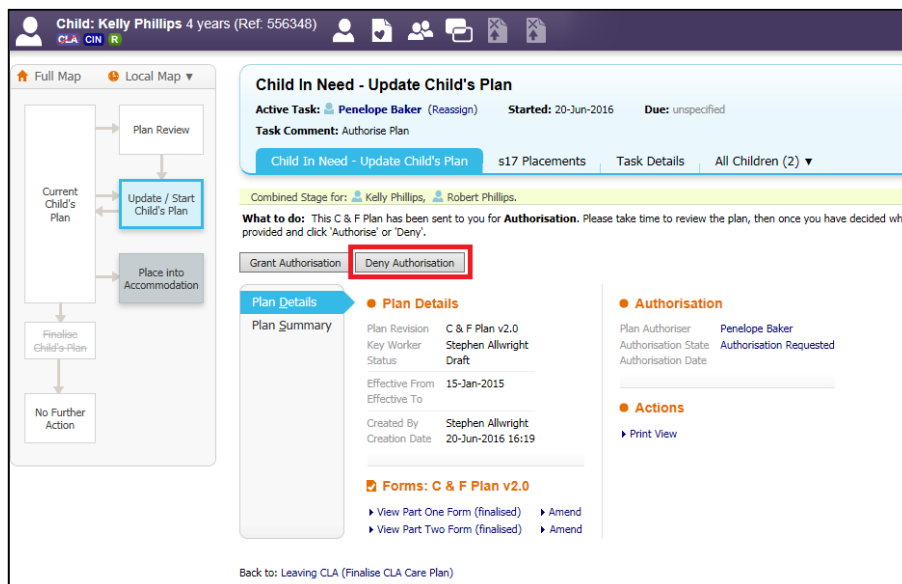 Child: Kelly Phillips 4 years (Ref: 556348)
CLA CIN R
Full Map Local Map ▼
Plan Review
Current
Child's
Plan
Update / Start
Child's Plan
Place into
Accommodation
Finalise
Child's Plan
No Further
Action
Child In Need - Update Child's Plan
Active Task: Penelope Baker (Reassign) Started: 20-Jun-2016 Due: unspecified
Task Comment: Authorise Plan
Child In Need - Update Child's Plan s17 Placements Task Details All Children (2) ▼
Combined Stage for: Kelly Phillips, Robert Phillips.
What to do: This C & F Plan has been sent to you for Authorisation. Please take time to review the plan, then once you have decided wh
provided and click 'Authorise' or 'Deny'.
Grant Authorisation Deny Authorisation
Plan Details
Plan Summary
Plan Details
Plan Revision C & F Plan v2.0
Key Worker Stephen Allwright
Status Draft
Effective From 15-Jan-2015
Effective To
Created By Stephen Allwright
Creation Date 20-Jun-2016 16:19
Forms: C & F Plan v2.0
View Part One Form (finalised) Amend
View Part Two Form (finalised) Amend
Authorisation
Plan Authoriser Penelope Baker
Authorisation State Authorisation Requested
Authorisation Date
Actions
Print View
Back to: Leaving CLA (Finalise CLA Care Plan)